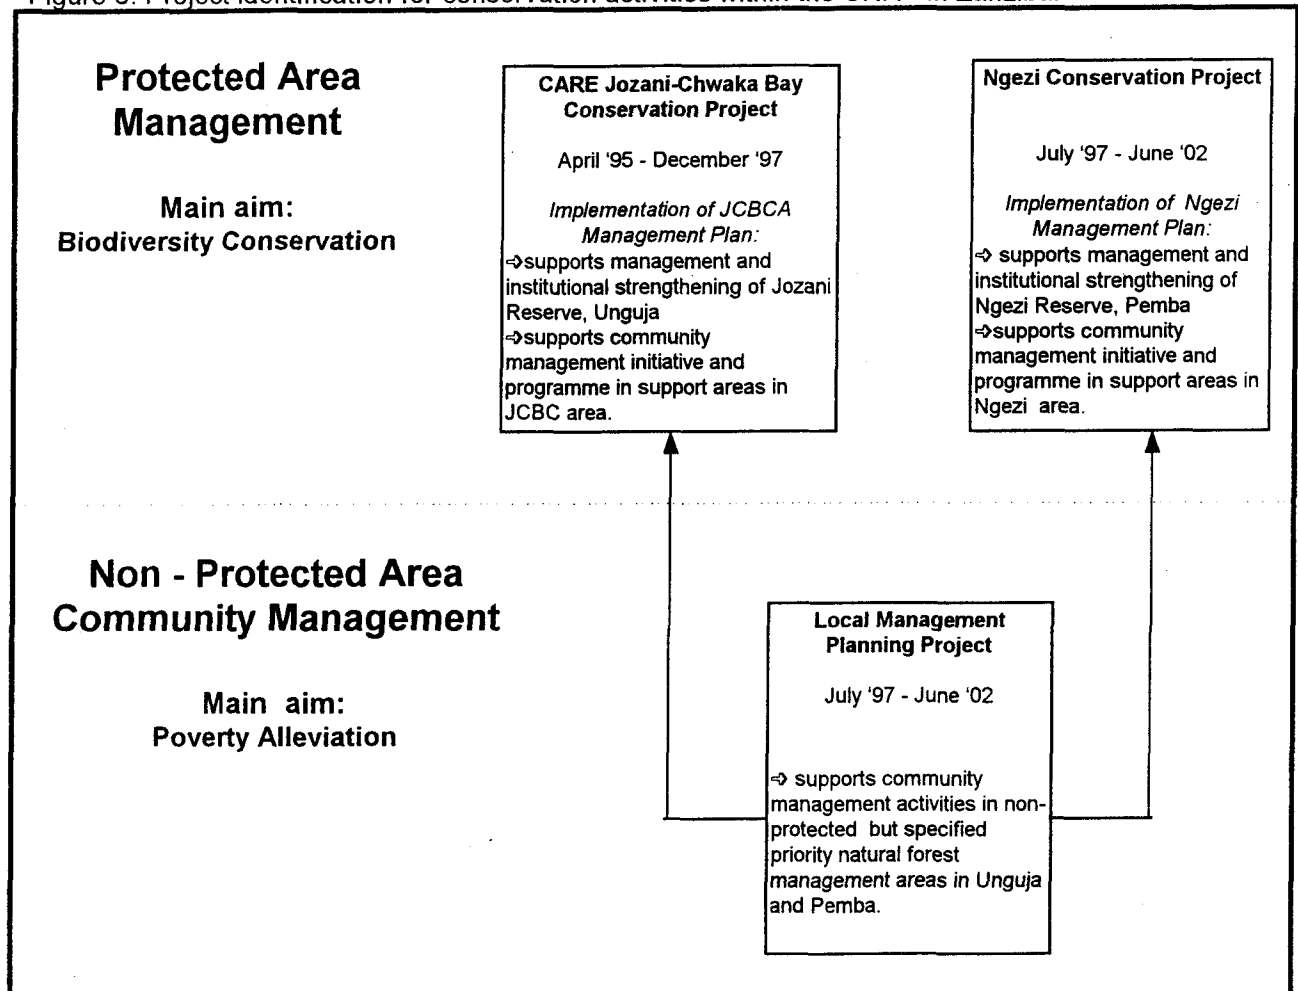 Protected Area
Management
Main aim:
Biodiversity Conservation
CARE Jozani-Chwaka Bay
Conservation Project
April '95 - December '97
Implementation of JCBCA
Management Plan:
➩supports management and
institutional strengthening of Jozani
Reserve, Unguja
➩supports community
management initiative and
programme in support areas in
JCBC area.
Ngezi Conservation Project
July '97 - June '02
Implementation of Ngezi
Management Plan:
➩ supports management and
institutional strengthening of
Ngezi Reserve, Pemba
➩supports community
management initiative and
programme in support areas in
Ngezi area.
Non - Protected Area
Community Management
Main aim:
Poverty Alleviation
Local Management
Planning Project
July '97 - June '02
➩ supports community
management activities in non-
protected but specified
priority natural forest
management areas in Unguja
and Pemba.